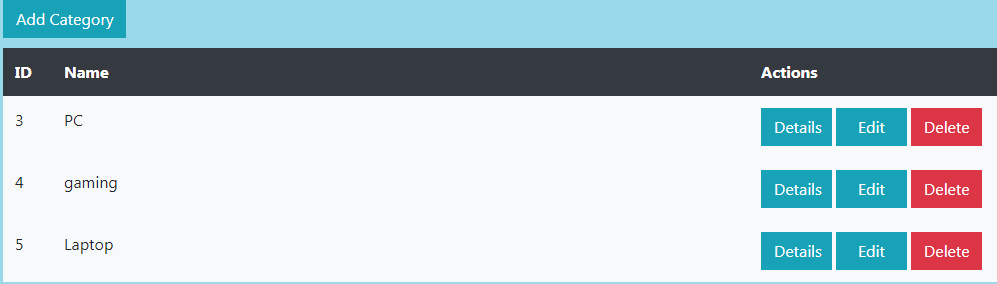 Add Category
ID Name Actions
3 PC Details Edit Delete
4 gaming Details Edit Delete
5 Laptop Details Edit Delete